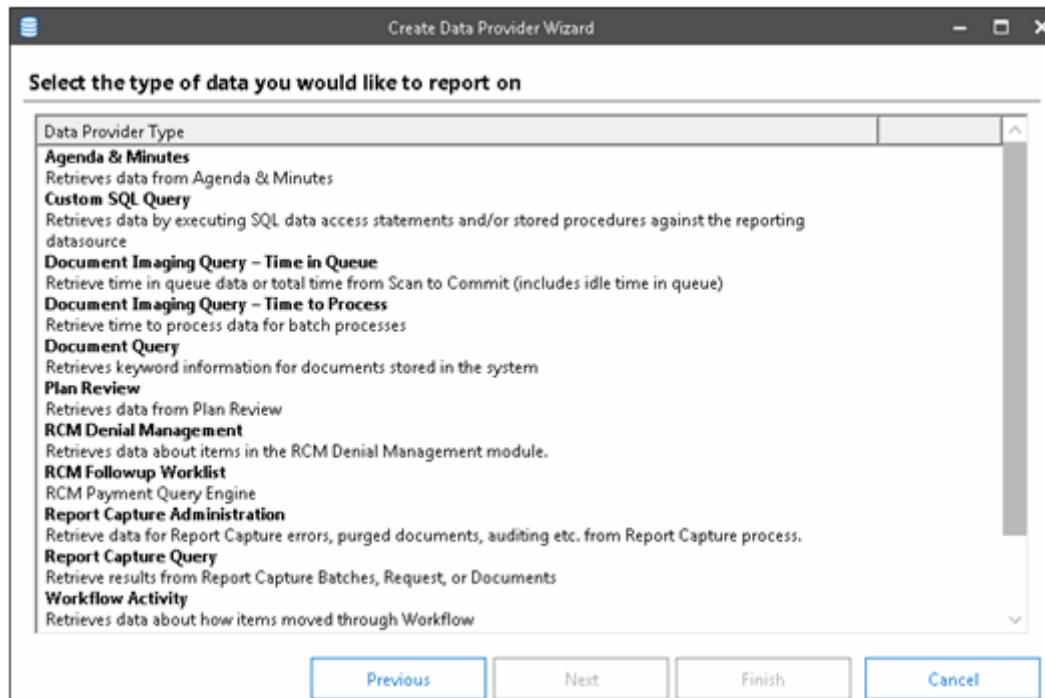 Create Data Provider Wizard
Select the type of data you would like to report on
Data Provider Type
Agenda & Minutes
Retrieves data from Agenda & Minutes
Custom SQL Query
Retrieves data by executing SQL data access statements and/or stored procedures against the reporting
datasource
Document Imaging Query – Time in Queue
Retrieve time in queue data or total time from Scan to Commit (includes idle time in queue)
Document Imaging Query – Time to Process
Retrieve time to process data for batch processes
Document Query
Retrieves keyword information for documents stored in the system
Plan Review
Retrieves data from Plan Review
RCM Denial Management
Retrieves data about items in the RCM Denial Management module.
RCM Followup Worklist
RCM Payment Query Engine
Report Capture Administration
Retrieve data for Report Capture errors, purged documents, auditing etc. from Report Capture process.
Report Capture Query
Retrieve results from Report Capture Batches, Request, or Documents
Workflow Activity
Retrieves data about how items moved through Workflow
Previous Next Finish Cancel